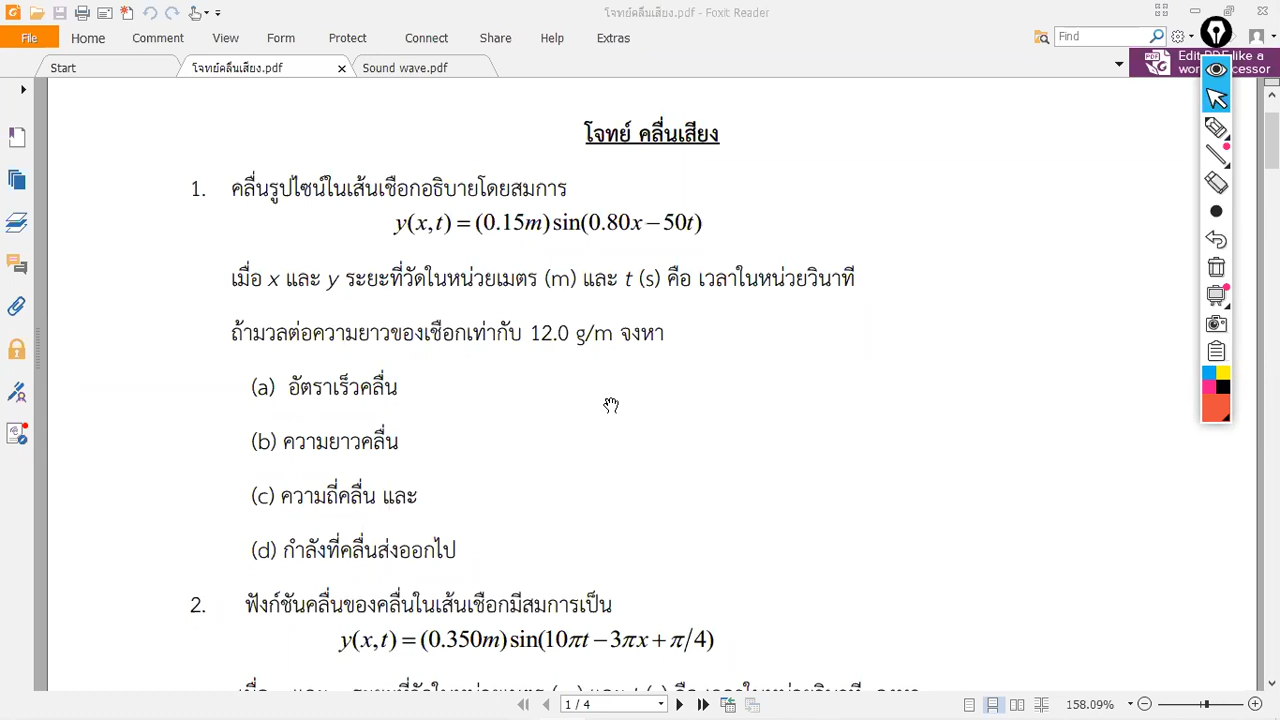 โจทย์คลื่นเสียง.pdf - Foxit Reader
File Home Comment View Form Protect Connect Share Help Extras Find
Start โจทย์คลื่นเสียง.pdf Sound wave.pdf
โจทย์ คลื่นเสียง
1. คลื่นรูปไซน์ในเส้นเชือกอธิบายโดยสมการ
y(x,t) = (0.15m)sin(0.80x − 50t)
เมื่อ x และ y ระยะที่วัดในหน่วยเมตร (m) และ t (s) คือ เวลาในหน่วยวินาที
ถ้ามวลต่อความยาวของเชือกเท่ากับ 12.0 g/m จงหา
(a) อัตราเร็วคลื่น
(b) ความยาวคลื่น
(c) ความถี่คลื่น และ
(d) กำลังที่คลื่นส่งออกไป
2. ฟังก์ชันคลื่นของคลื่นในเส้นเชือกมีสมการเป็น
y(x,t) = (0.350m)sin(10πt − 3πx + π/4)
1 / 4 158.09%